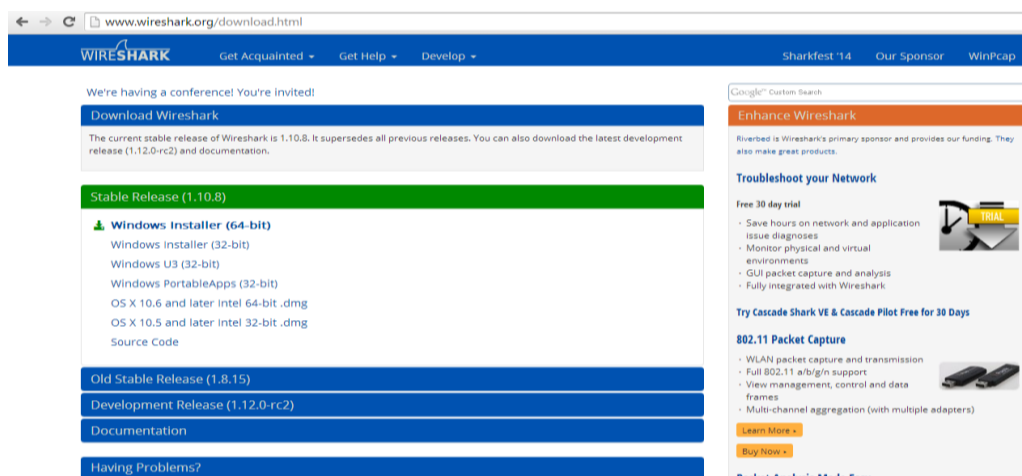 www.wireshark.org/download.html
WIRESHARK Get Acquainted Get Help Develop Sharkfest '14 Our Sponsor WinPcap
We're having a conference! You're invited!
Download Wireshark
The current stable release of Wireshark is 1.10.8. It supersedes all previous releases. You can also download the latest development
release (1.12.0-rc2) and documentation.
Stable Release (1.10.8)
Windows Installer (64-bit)
Windows Installer (32-bit)
Windows U3 (32-bit)
Windows PortableApps (32-bit)
OS X 10.6 and later Intel 64-bit .dmg
OS X 10.5 and later Intel 32-bit .dmg
Source Code
Old Stable Release (1.8.15)
Development Release (1.12.0-rc2)
Documentation
Having Problems?
Google™ Custom Search
Enhance Wireshark
Riverbed is Wireshark's primary sponsor and provides our funding. They
also make great products.
Troubleshoot your Network
Free 30 day trial
TRIAL
· Save hours on network and application
issue diagnoses
· Monitor physical and virtual
environments
· GUI packet capture and analysis
· Fully integrated with Wireshark
Try Cascade Shark VE & Cascade Pilot Free for 30 Days
802.11 Packet Capture
· WLAN packet capture and transmission
· Full 802.11 a/b/g/n support
· View management, control and data
frames
· Multi-channel aggregation (with multiple adapters)
Learn More
Buy Now